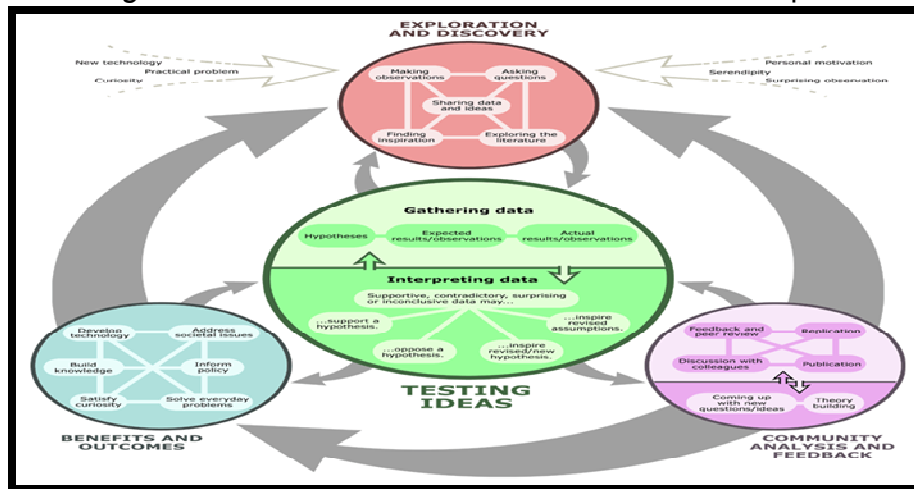 EXPLORATION
AND DISCOVERY
New technology
Practical problem
Curiosity
Personal motivation
Serendipity
Surprising observation
Making
observations
Asking
questions
Sharing data
and ideas
Finding
inspiration
Exploring the
literature
Gathering data
Hypotheses
Expected
results/observations
Actual
results/observations
Interpreting data
Supportive, contradictory, surprising
or inconclusive data may...
...support a
hypothesis.
...inspire
revised
assumptions.
...oppose a
hypothesis.
...inspire
revised/new
hypothesis.
TESTING
IDEAS
Develop
technology
Address
societal issues
Build
knowledge
Inform
policy
Satisfy
curiosity
Solve everyday
problems
BENEFITS AND
OUTCOMES
Feedback and
peer review
Replication
Discussion with
colleagues
Publication
Coming up
with new
questions/ideas
Theory
building
COMMUNITY
ANALYSIS AND
FEEDBACK